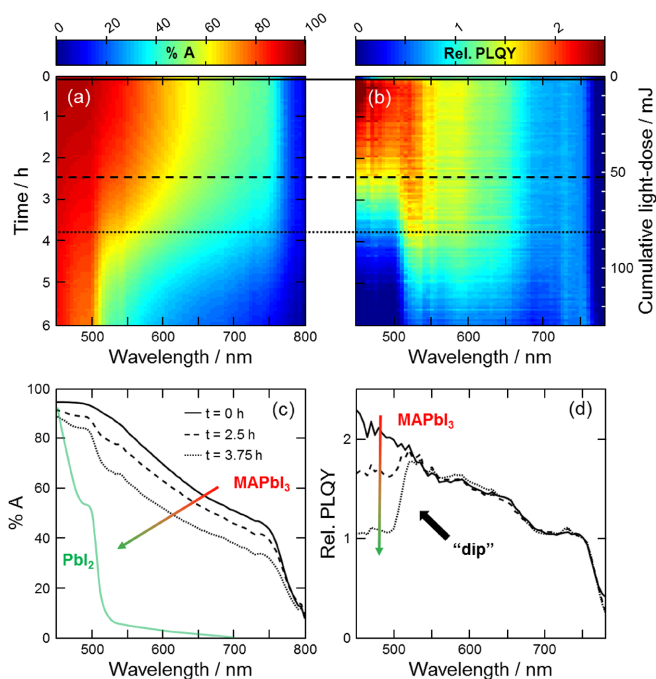 0 20 40 60 80 100
% A
0 1 2
Rel. PLQY
(a)
(b)
0
1
2
3
4
5
6
Time / h
500 600 700 800
Wavelength / nm
500 600 700
Wavelength / nm
0
50
100
Cumulative light-dose / mJ
100
80
60
40
20
0
% A
(c)
t = 0 h
t = 2.5 h
t = 3.75 h
MAPbI3
PbI2
500 600 700 800
Wavelength / nm
2
1
0
Rel. PLQY
(d)
MAPbI3
“dip”
500 600 700
Wavelength / nm